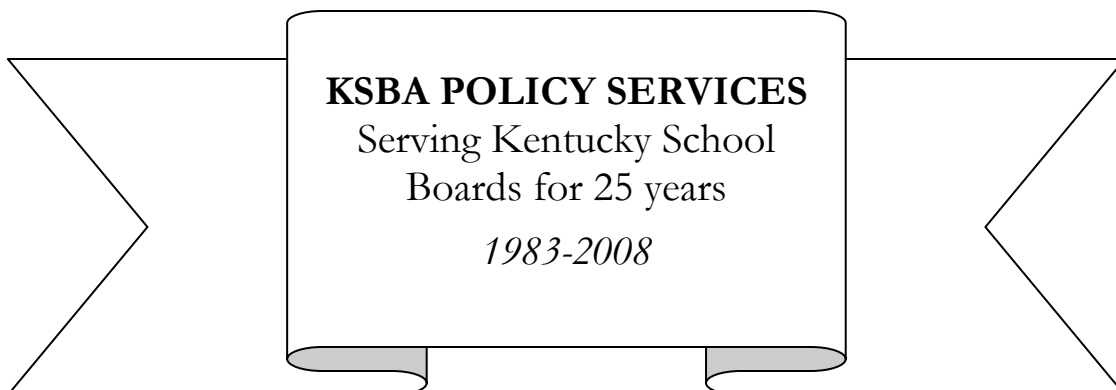 KSBA POLICY SERVICES
Serving Kentucky School
Boards for 25 years
1983-2008